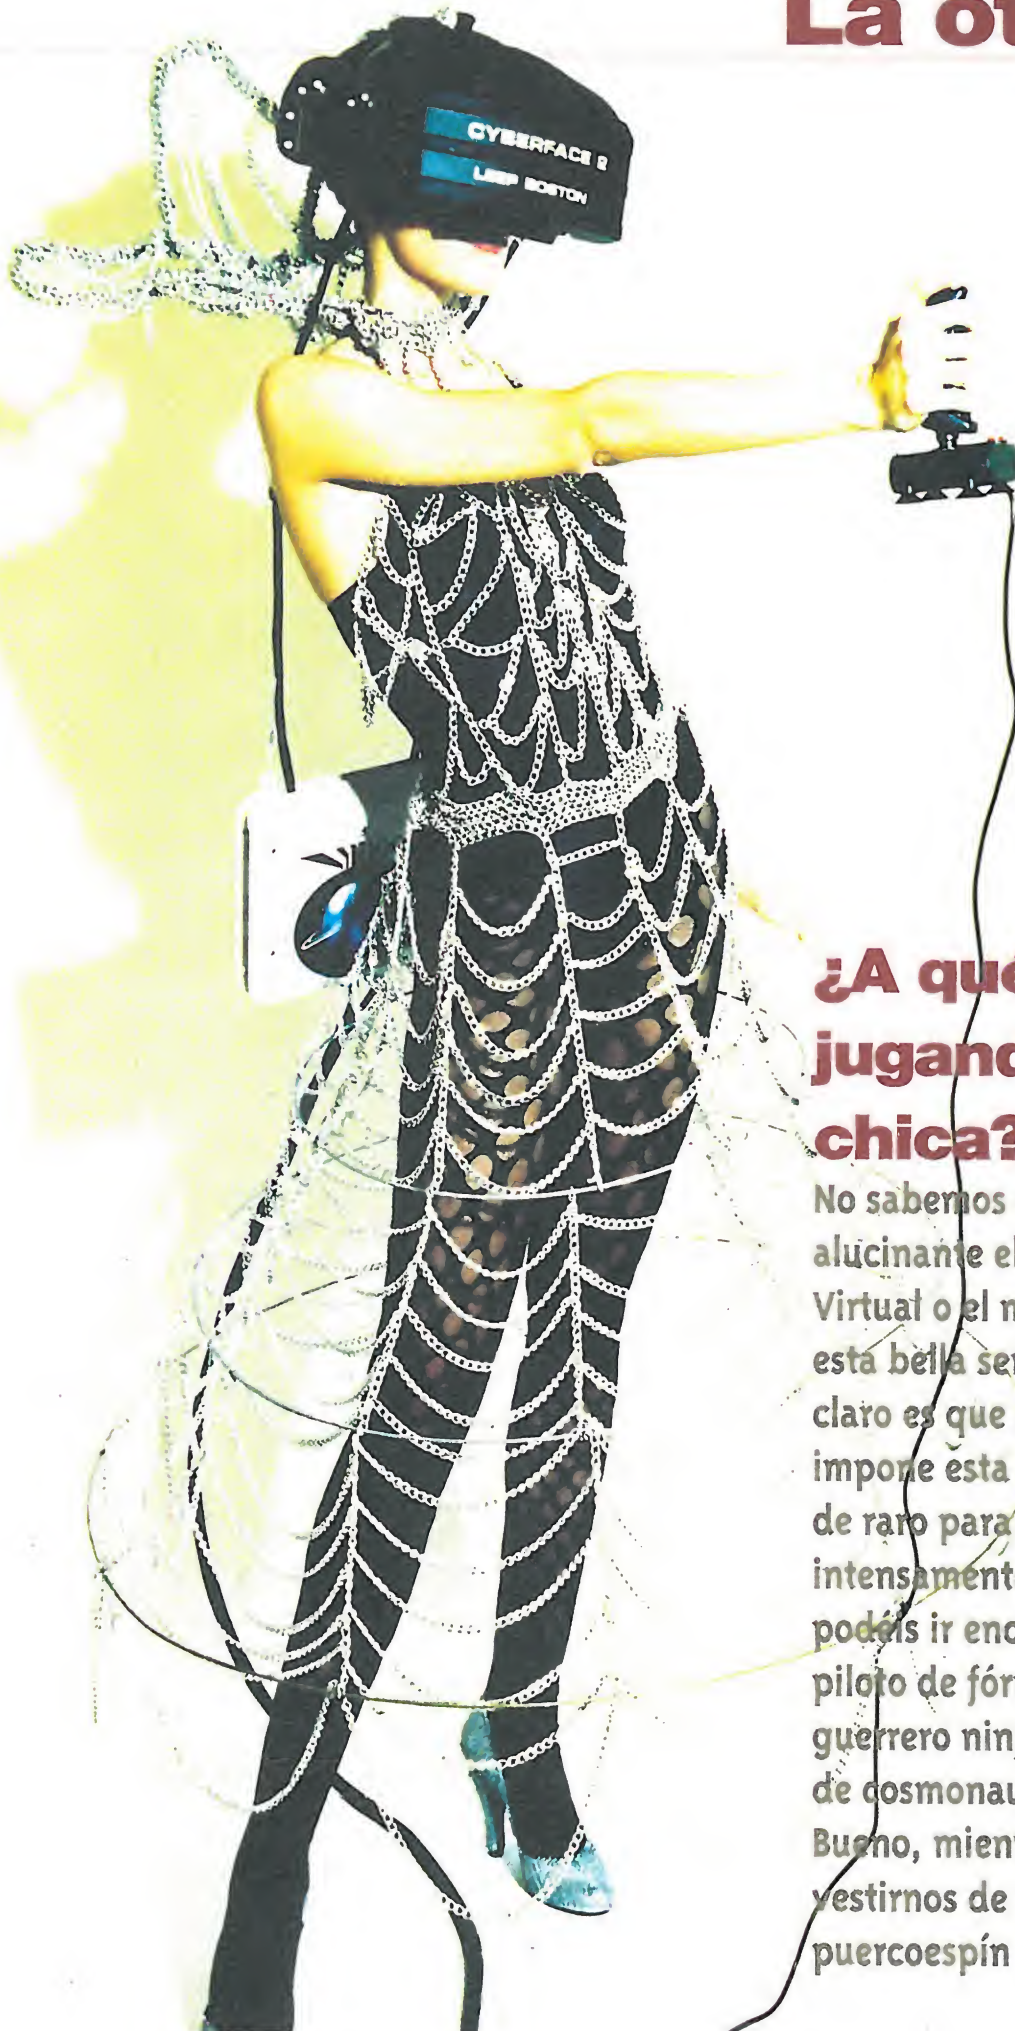 La ot
CYBERFACE 2
LEEP BOSTON
¿A qué
jugand
chica?
No sabemos
alucinante el
Virtual o el m
esta bella se
claro es que
impone esta
de raro para
intensament
podéis ir en
piloto de fór
guerrero nin
de cosmonau
Bueno, mien
vestirnos de
puercoespín